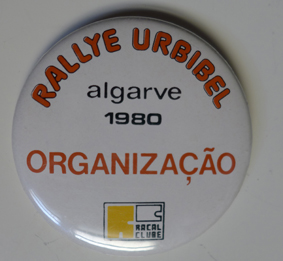 RALLYE URBIBEL
algarve
1980
ORGANIZAÇÃO
RACAL
CLUBE